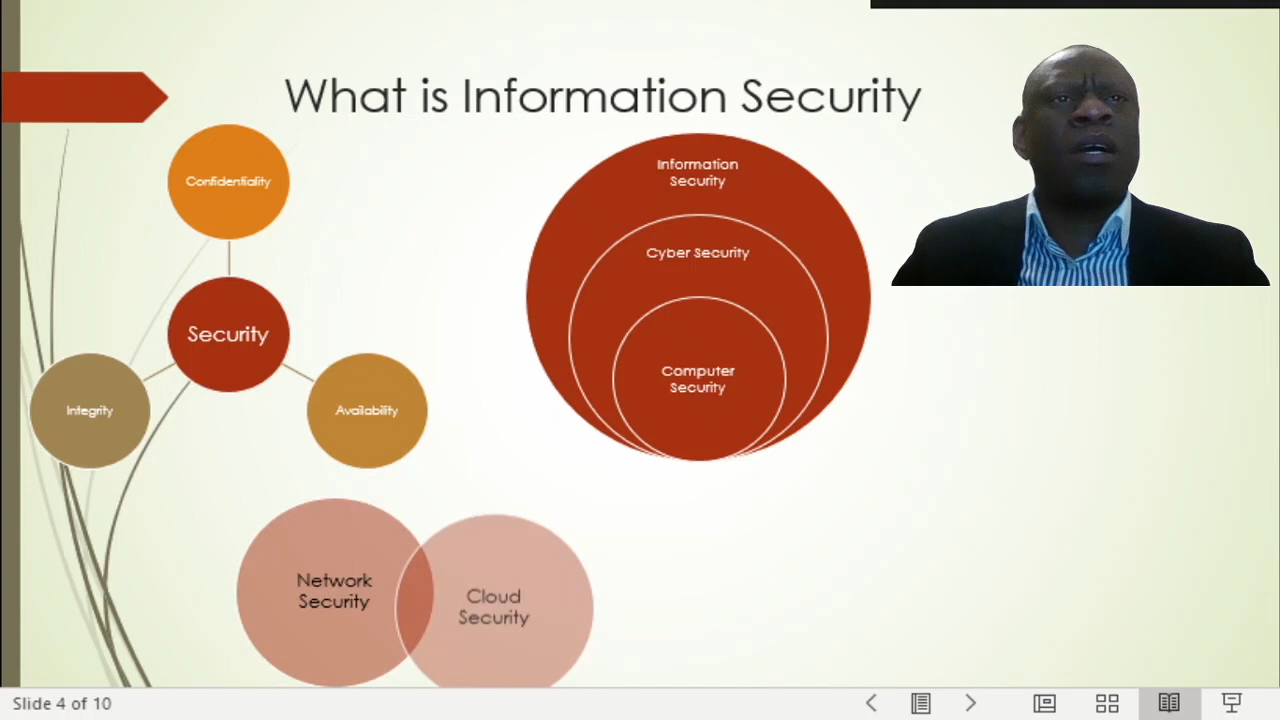 What is Information Security
Confidentiality
Security
Integrity
Availability
Information
Security
Cyber Security
Computer
Security
Network
Security
Cloud
Security
Slide 4 of 10